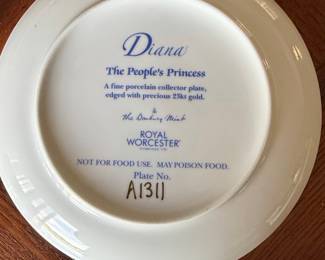 Diana
The People's Princess
A fine porcelain collector plate,
edged with precious 23kt gold.
&
The Danbury Mint
ROYAL
WORCESTER
NOT FOR FOOD USE. MAY POISON FOOD.
Plate No.
A1311